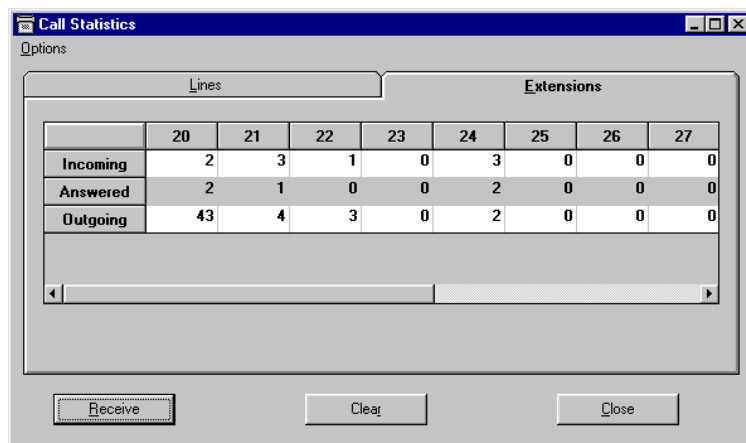 Call Statistics
Options
Lines Extensions
20 21 22 23 24 25 26 27
Incoming 2 3 1 0 3 0 0 0
Answered 2 1 0 0 2 0 0 0
Outgoing 43 4 3 0 2 0 0 0
Receive Clear Close